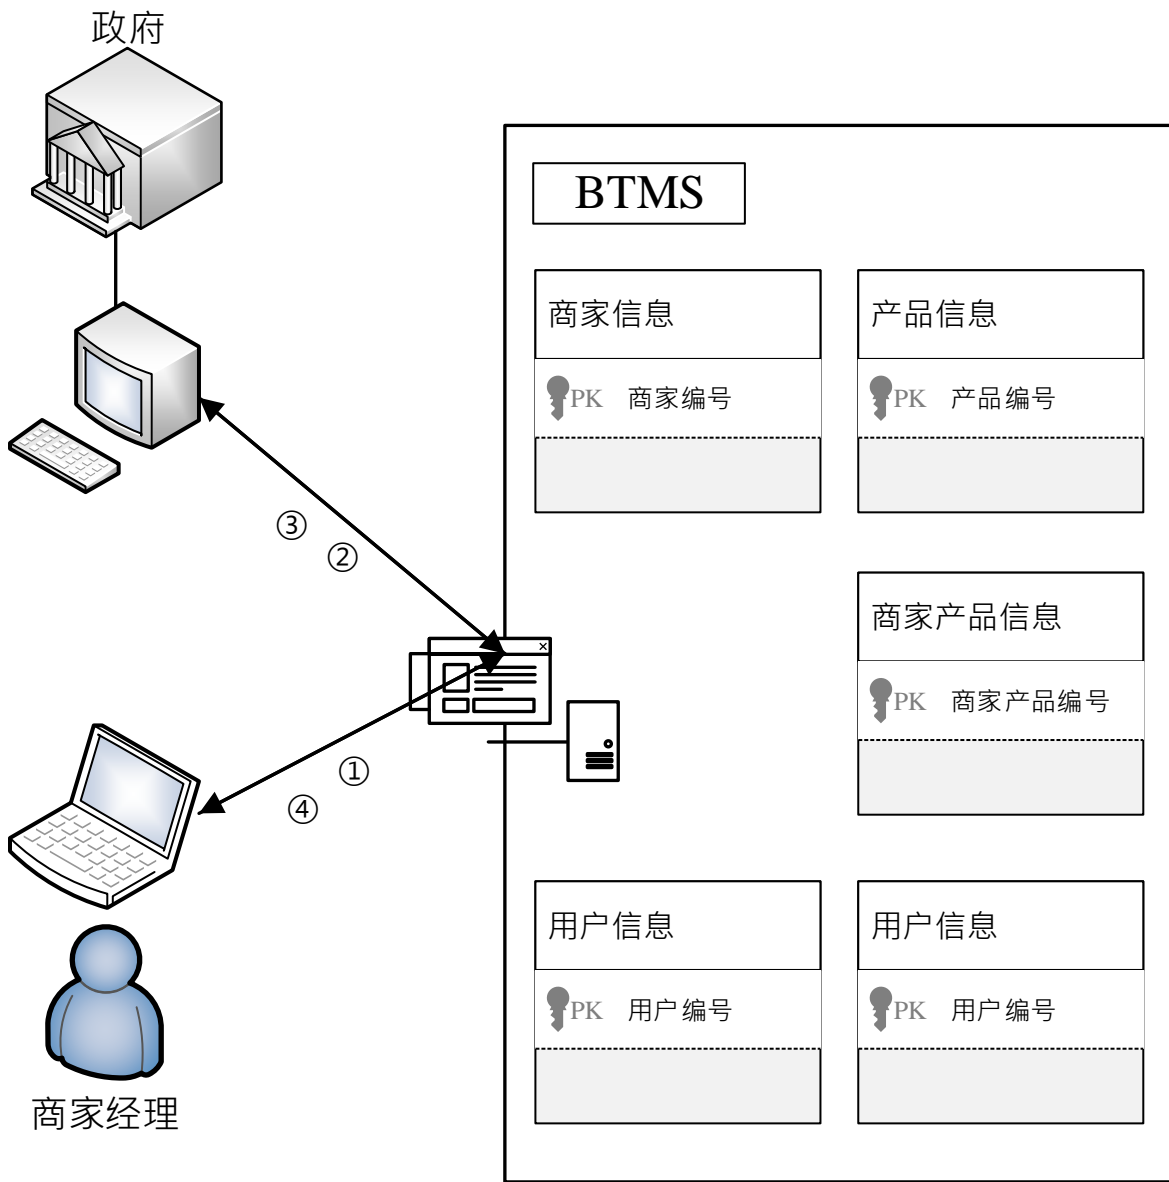 政府
BTMS
商家信息
PK 商家编号
产品信息
PK 产品编号
③
②
商家产品信息
PK 商家产品编号
①
④
用户信息
PK 用户编号
用户信息
PK 用户编号
商家经理